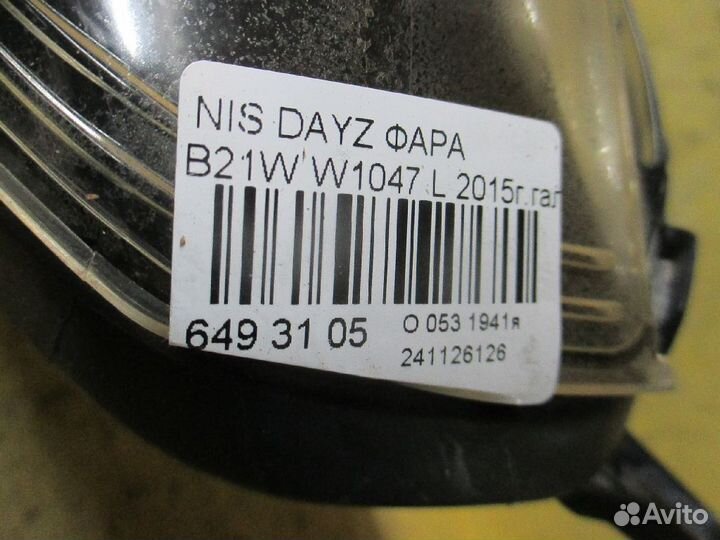 NIS DAYZ ФАРА
B21W W1047 L 2015г.гал
649 31 05
О 053 1941я
241126126
Avito